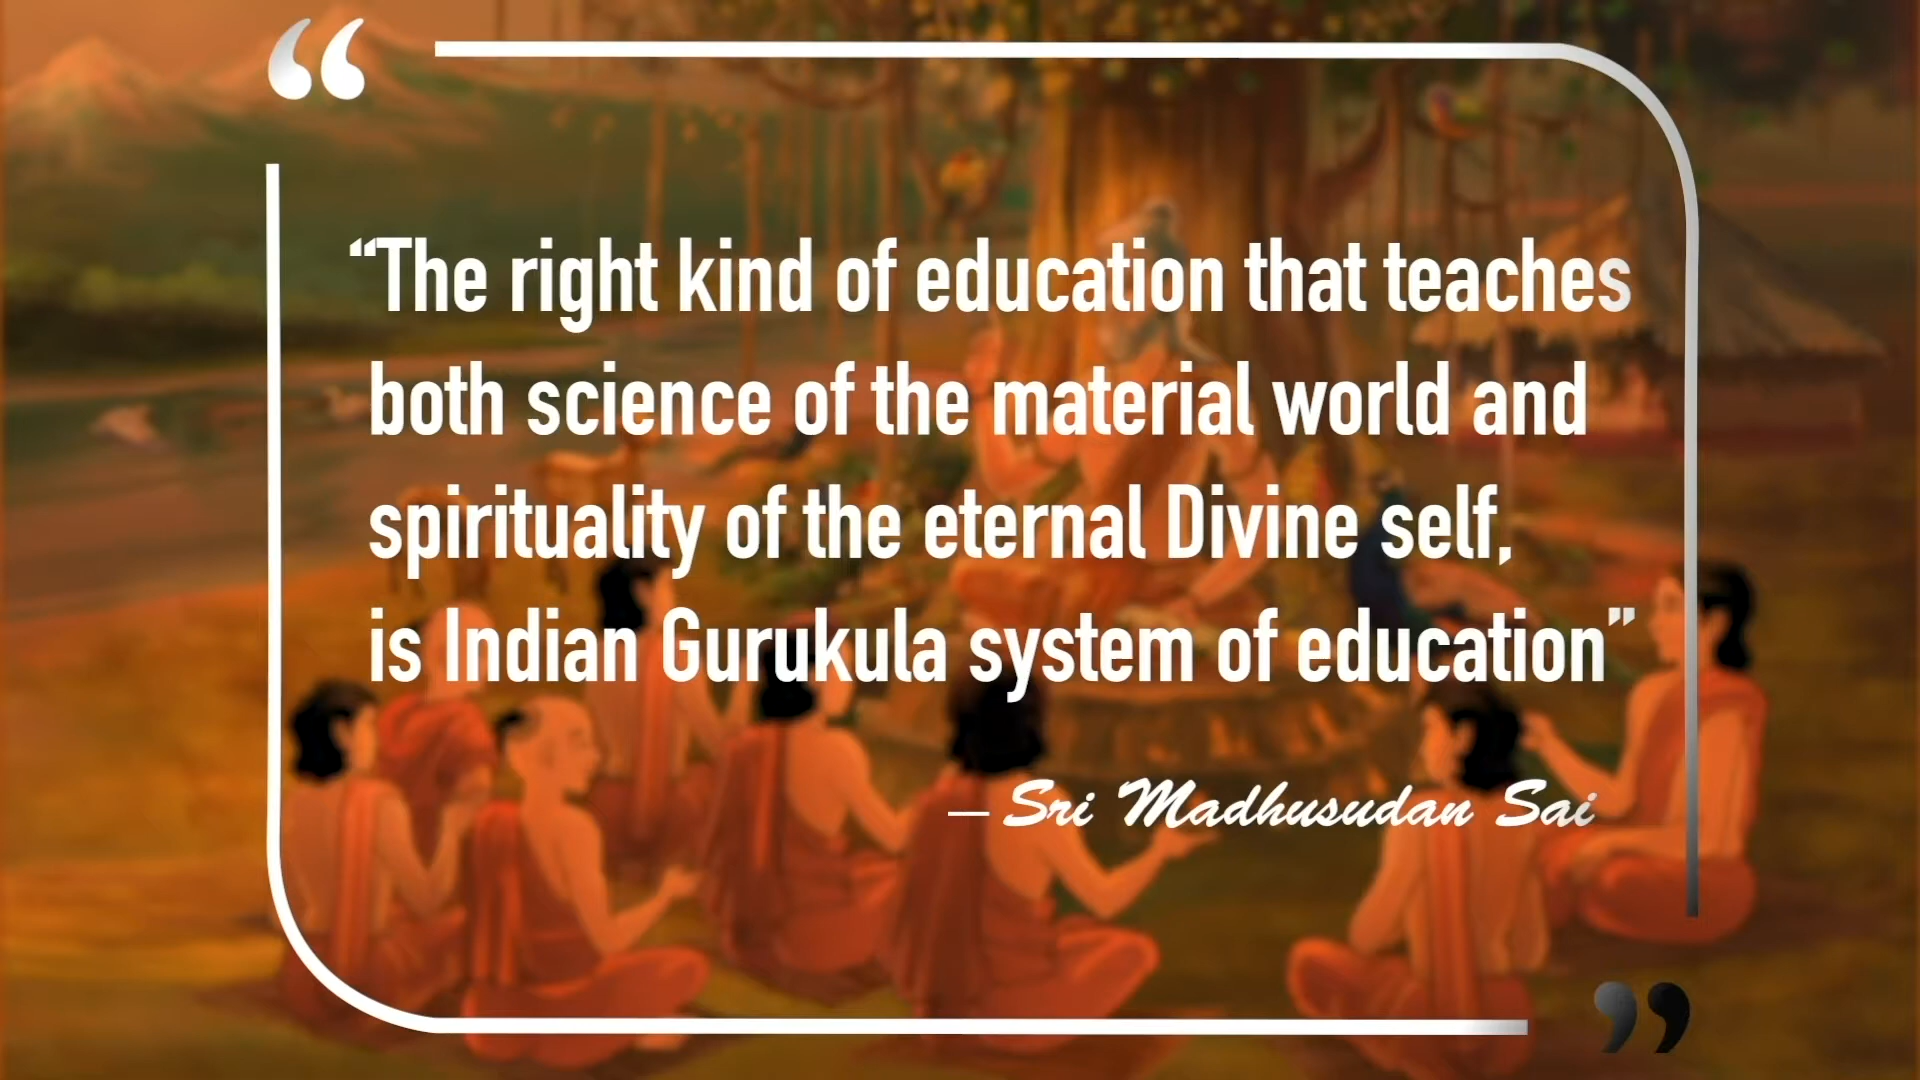 “The right kind of education that teaches
both science of the material world and
spirituality of the eternal Divine self,
is Indian Gurukula system of education”
— Sri Madhusudan Sai